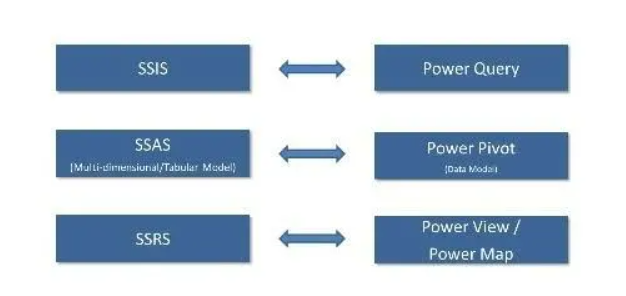 SSIS
Power Query
SSAS
(Multi-dimensional/Tabular Model)
Power Pivot
(Data Model)
SSRS
Power View /
Power Map